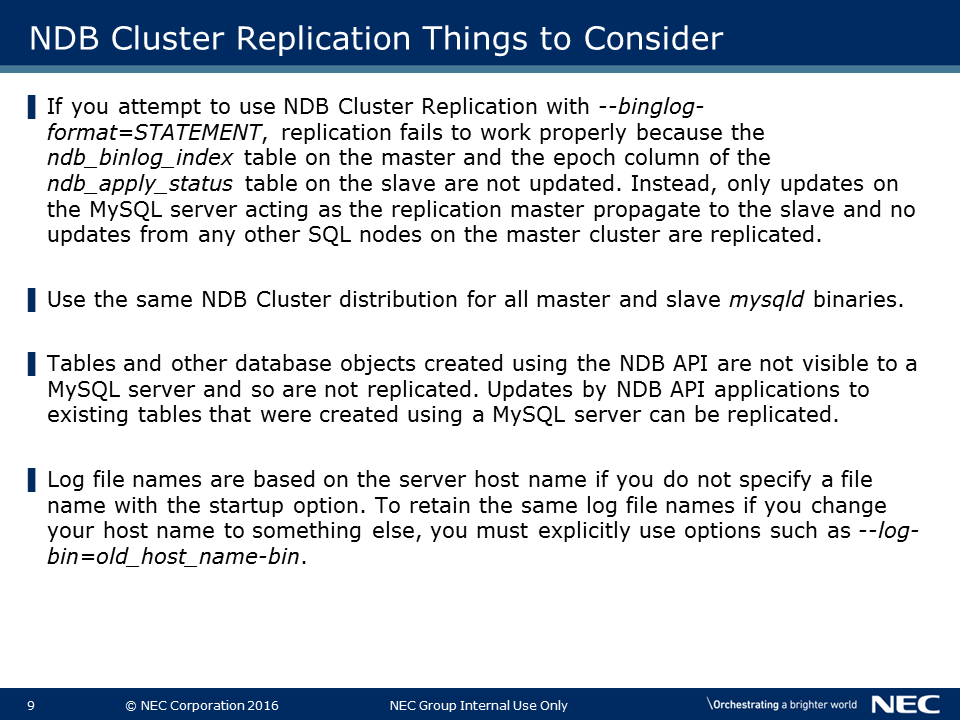 NDB Cluster Replication Things to Consider
If you attempt to use NDB Cluster Replication with --binglog-
format=STATEMENT, replication fails to work properly because the
ndb_binlog_index table on the master and the epoch column of the
ndb_apply_status table on the slave are not updated. Instead, only updates on
the MySQL server acting as the replication master propagate to the slave and no
updates from any other SQL nodes on the master cluster are replicated.
Use the same NDB Cluster distribution for all master and slave mysqld binaries.
Tables and other database objects created using the NDB API are not visible to a
MySQL server and so are not replicated. Updates by NDB API applications to
existing tables that were created using a MySQL server can be replicated.
Log file names are based on the server host name if you do not specify a file
name with the startup option. To retain the same log file names if you change
your host name to something else, you must explicitly use options such as --log-
bin=old_host_name-bin.
9 © NEC Corporation 2016 NEC Group Internal Use Only \Orchestrating a brighter world NEC